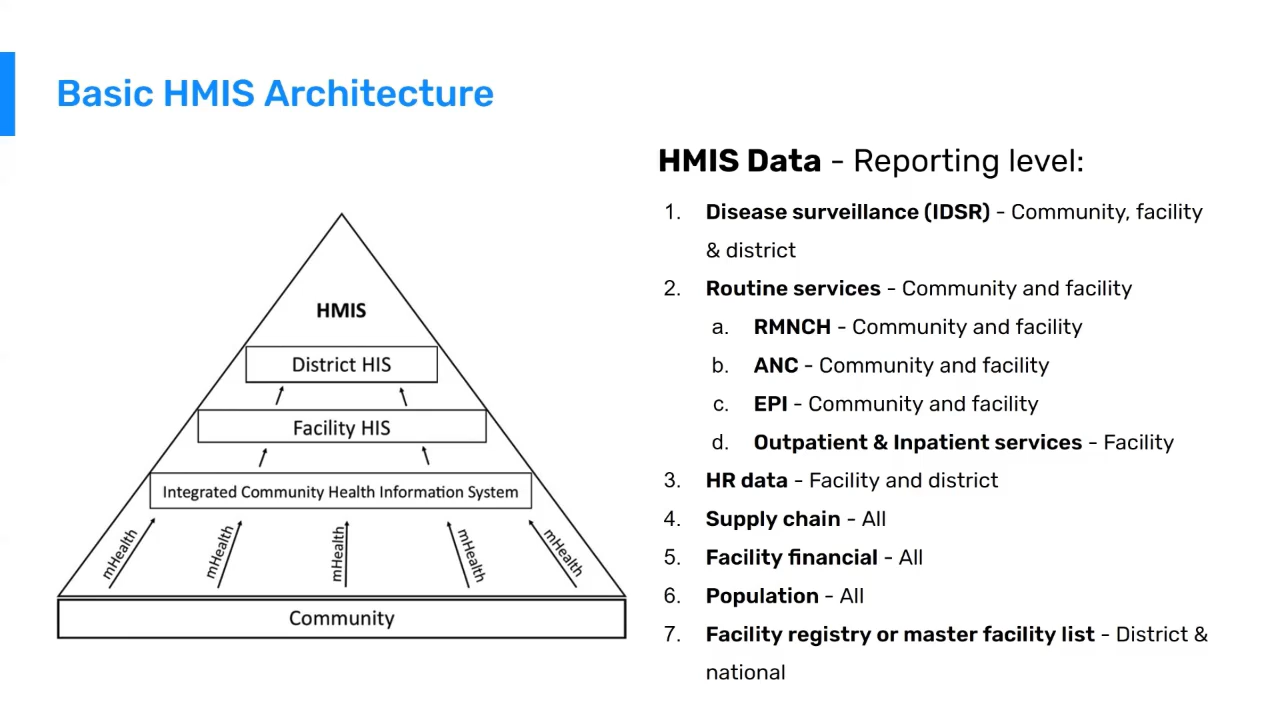 Basic HMIS Architecture
HMIS
District HIS
Facility HIS
Integrated Community Health Information System
mHealth
mHealth
mHealth
mHealth
mHealth
Community
HMIS Data - Reporting level:
1. Disease surveillance (IDSR) - Community, facility
& district
2. Routine services - Community and facility
a. RMNCH - Community and facility
b. ANC - Community and facility
c. EPI - Community and facility
d. Outpatient & Inpatient services - Facility
3. HR data - Facility and district
4. Supply chain - All
5. Facility financial - All
6. Population - All
7. Facility registry or master facility list - District &
national